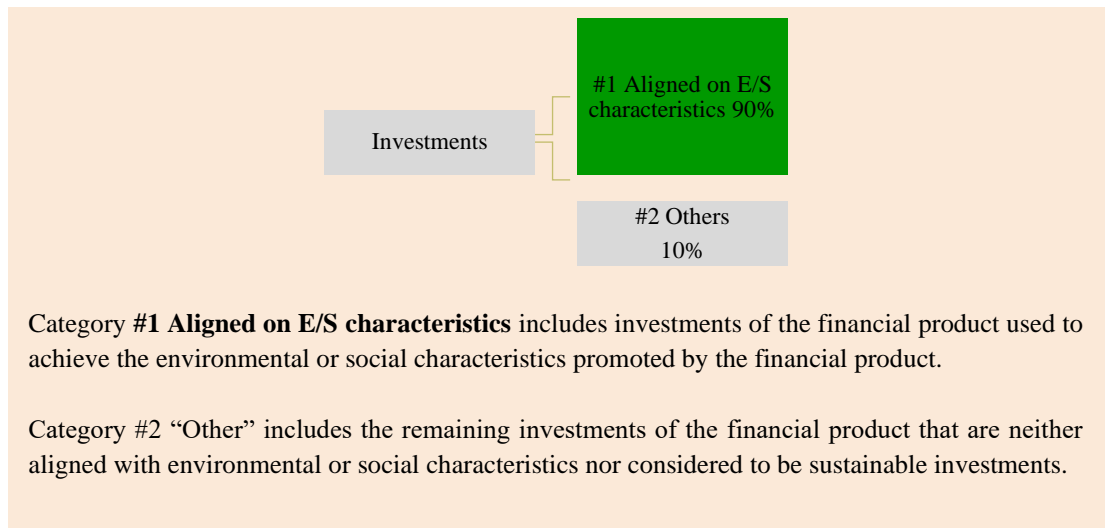 #1 Aligned on E/S
characteristics 90%
Investments
#2 Others
10%
Category #1 Aligned on E/S characteristics includes investments of the financial product used to
achieve the environmental or social characteristics promoted by the financial product.
Category #2 “Other” includes the remaining investments of the financial product that are neither
aligned with environmental or social characteristics nor considered to be sustainable investments.